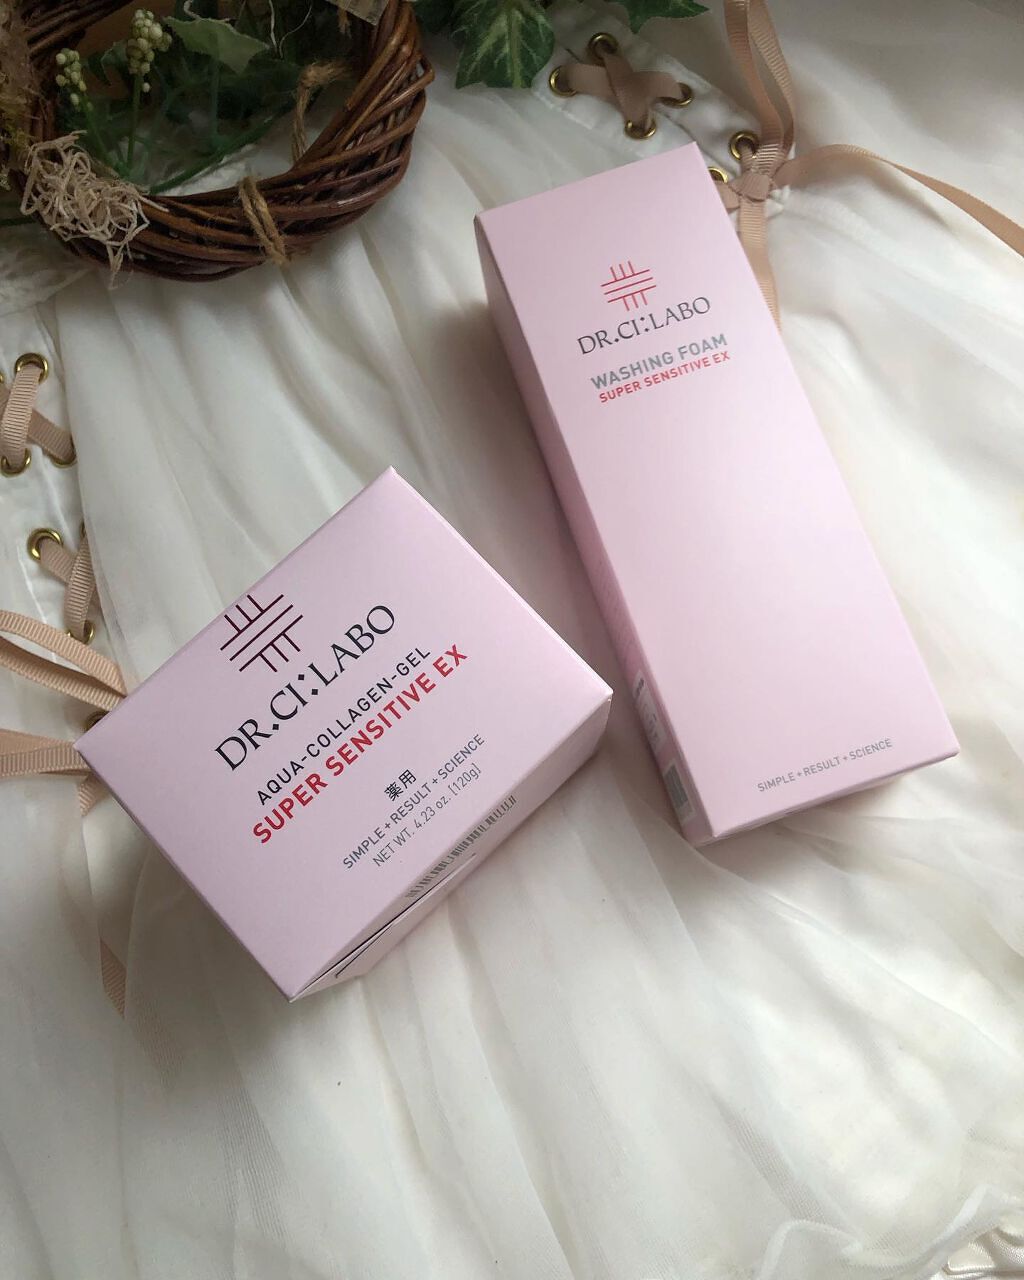 DR.CI:LABO
WASHING FOAM
SUPER SENSITIVE EX
SIMPLE + RESULT + SCIENCE
DR.CI:LABO
AQUA-COLLAGEN-GEL
SUPER SENSITIVE EX
薬用
SIMPLE + RESULT + SCIENCE
NET WT. 4.23 oz. [120g]